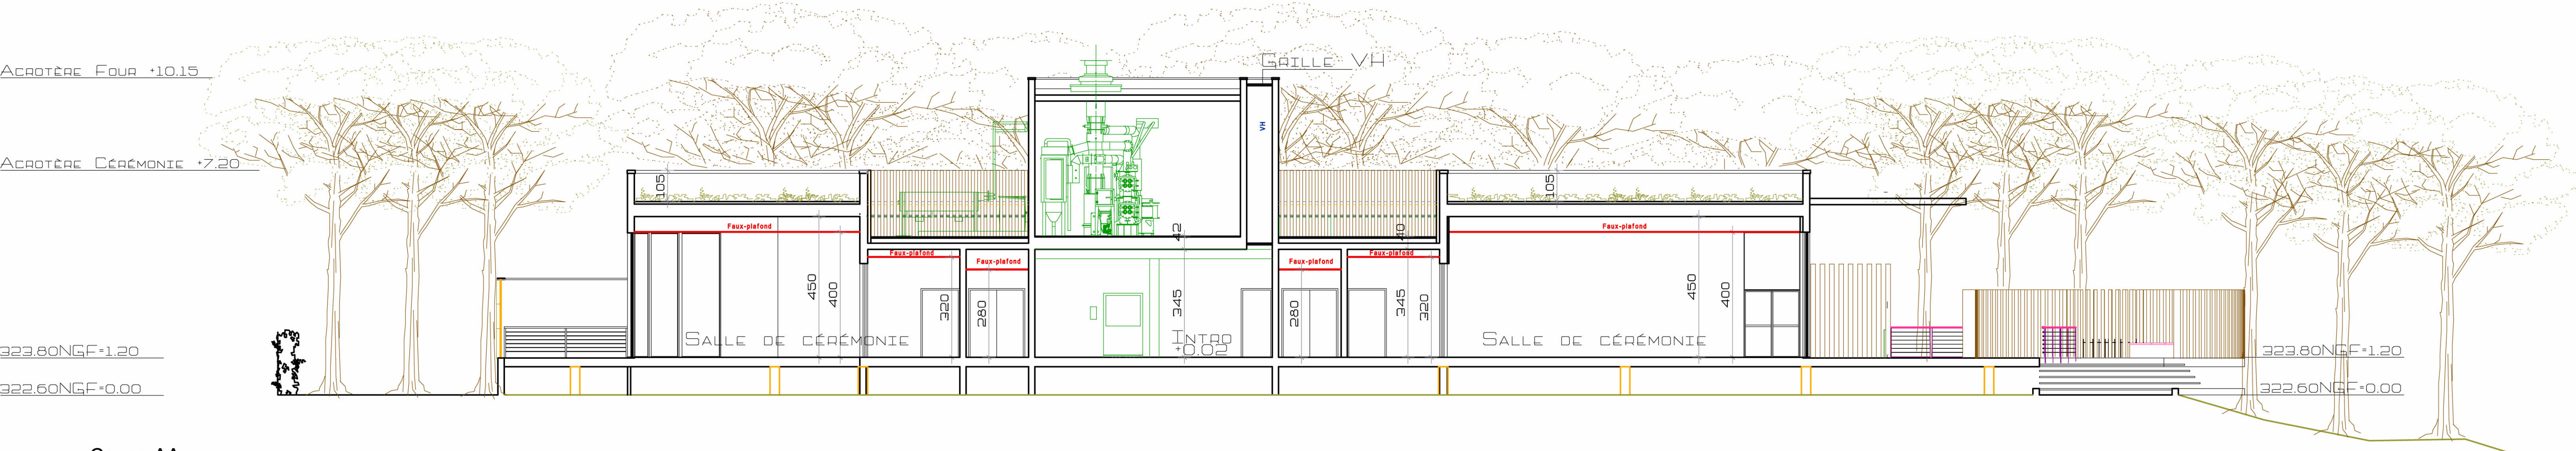 Acrotère Four +10.15
Graille VH
Acrotère Cérémonie +7.20
VH
105
105
42
40
Faux-plafond
Faux-plafond
Faux-plafond
Faux-plafond
Faux-plafond
Faux-plafond
450
400
320
280
345
280
345
320
450
400
Salle de cérémonie
Intro
+0.02
Salle de cérémonie
323.80NGF=1.20
323.80NGF=1.20
322.60NGF=0.00
322.60NGF=0.00